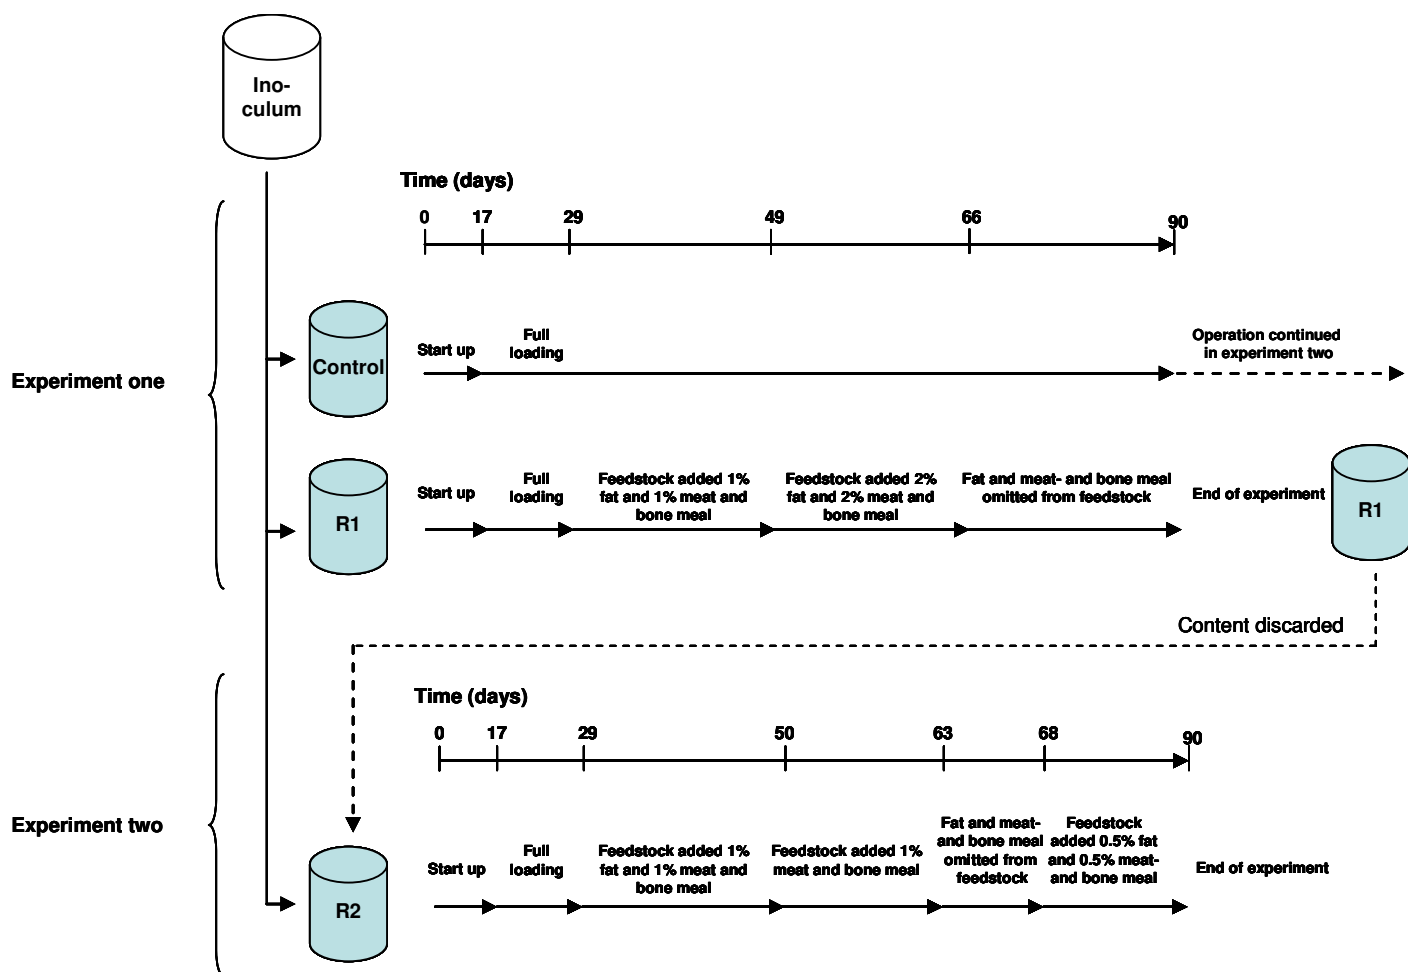 Ino-
culum
Time (days)
0 17 29 49 66 90
Experiment one
Control
Start up
Full
loading
Operation continued
in experiment two
R1
Start up
Full
loading
Feedstock added 1%
fat and 1% meat and
bone meal
Feedstock added 2%
fat and 2% meat and
bone meal
Fat and meat- and bone meal
omitted from feedstock
End of experiment
R1
Content discarded
Time (days)
0 17 29 50 63 68 90
Experiment two
R2
Start up
Full
loading
Feedstock added 1%
fat and 1% meat and
bone meal
Feedstock added 1%
meat and bone meal
Fat and meat-
and bone meal
omitted from
feedstock
Feedstock
added 0.5% fat
and 0.5% meat-
and bone meal
End of experiment